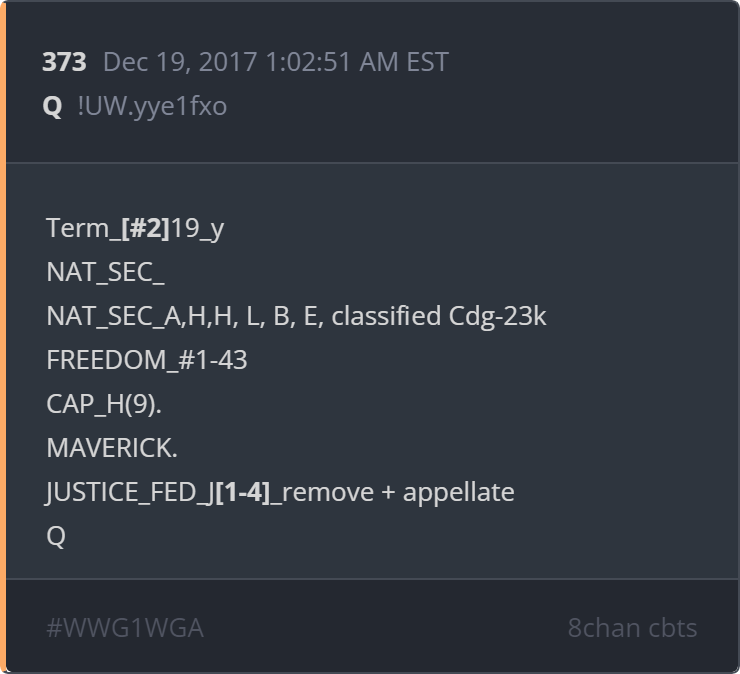 373 Dec 19, 2017 1:02:51 AM EST
Q !UW.yye1fxo
Term_[#2]19_y
NAT_SEC_
NAT_SEC_A,H,H, L, B, E, classified Cdg-23k
FREEDOM_#1-43
CAP_H(9).
MAVERICK.
JUSTICE_FED_J[1-4]_remove + appellate
Q
#WWG1WGA 8chan cbts